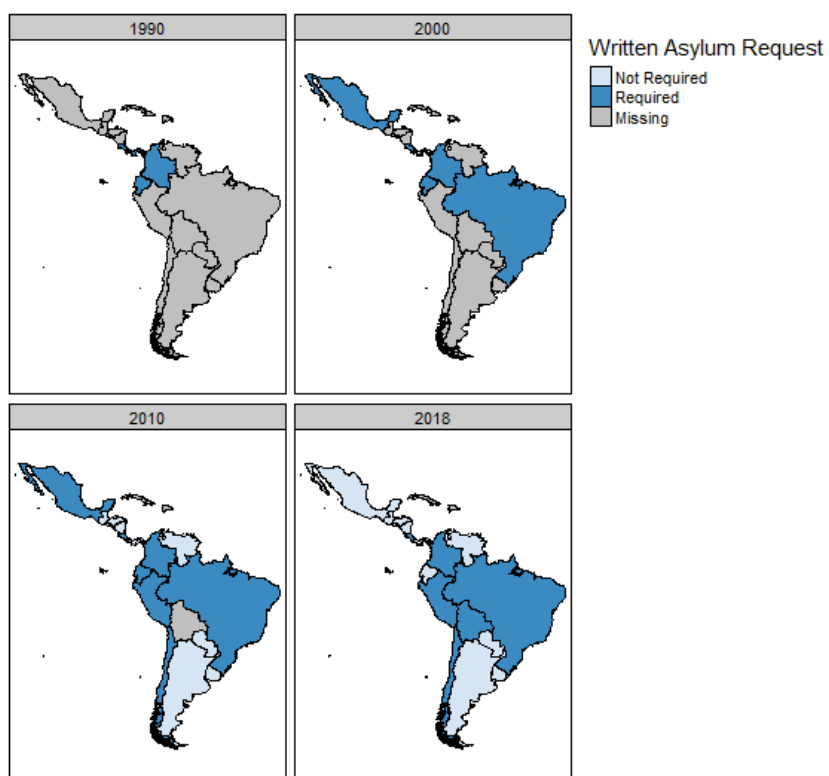 1990
2000
Written Asylum Request
Not Required
Required
Missing
2010
2018